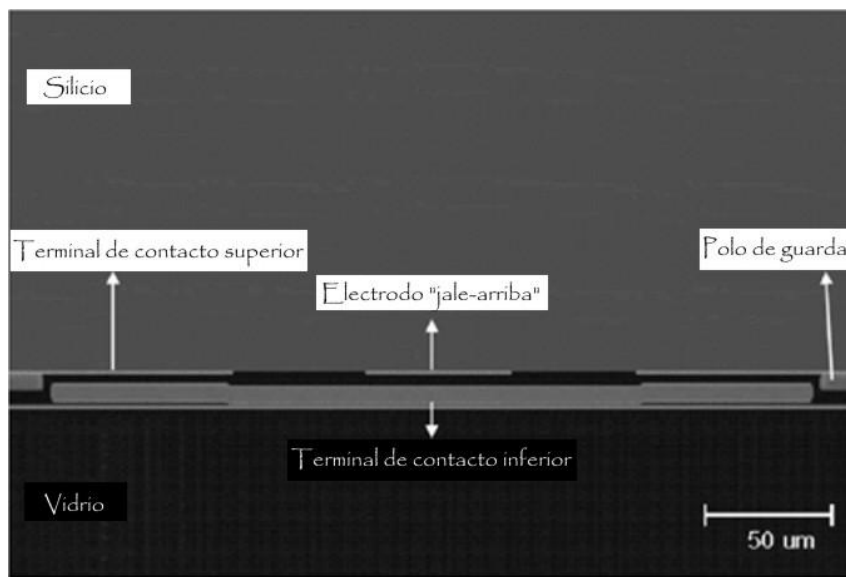 Silicio
Terminal de contacto superior
Polo de guarda
Electrodo "jale-arriba"
Terminal de contacto inferior
Vidrio
50 um